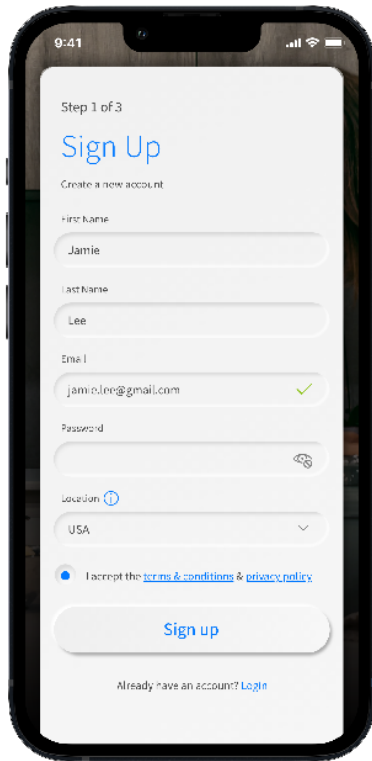 9:41
Step 1 of 3
Sign Up
Create a new account
First Name
Jamie
Last Name
Lee
Email
jamie.lee@gmail.com
Password
Location
USA
I accept the terms & conditions & privacy policy
Sign up
Already have an account? Login